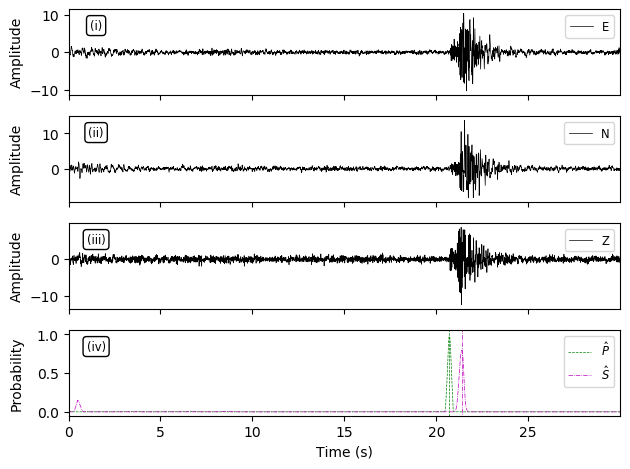 (i)
E
Amplitude
10
0
−10
(ii)
N
Amplitude
10
0
(iii)
Z
Amplitude
0
−10
(iv)
P̂
Ŝ
Probability
1.0
0.5
0.0
0 5 10 15 20 25
Time (s)